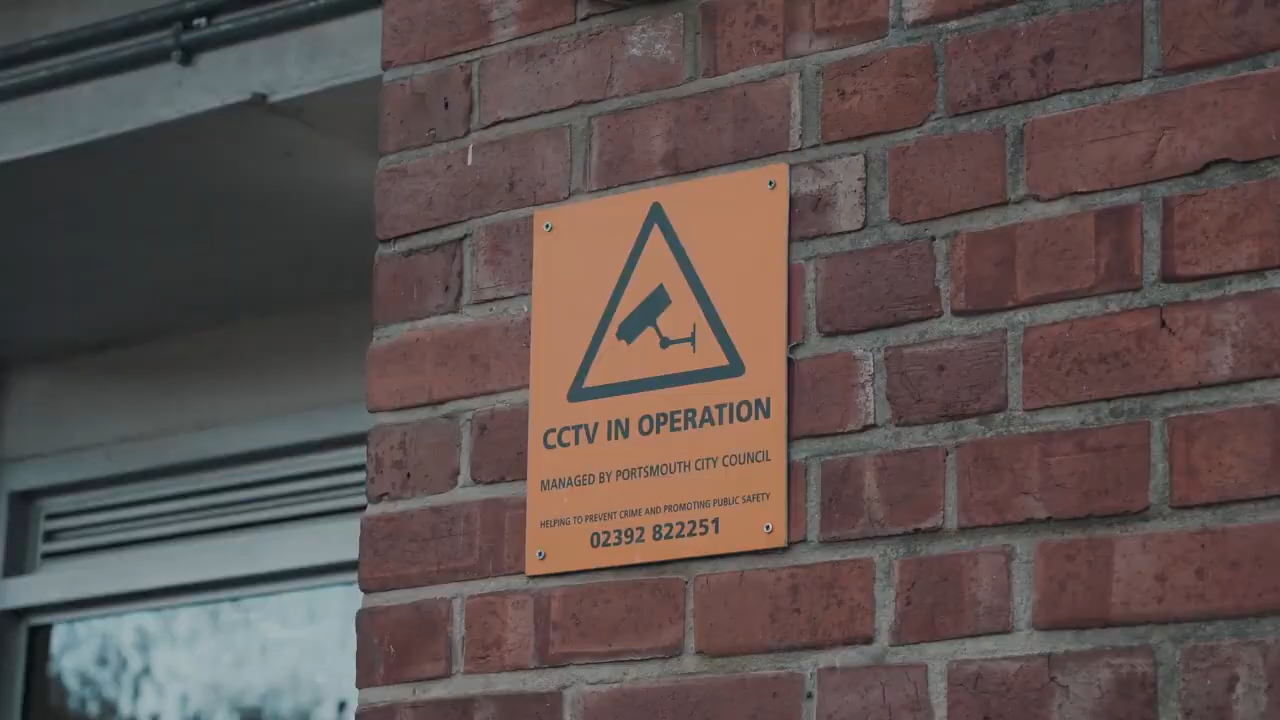 CCTV IN OPERATION
MANAGED BY PORTSMOUTH CITY COUNCIL
HELPING TO PREVENT CRIME AND PROMOTING PUBLIC SAFETY
02392 822251